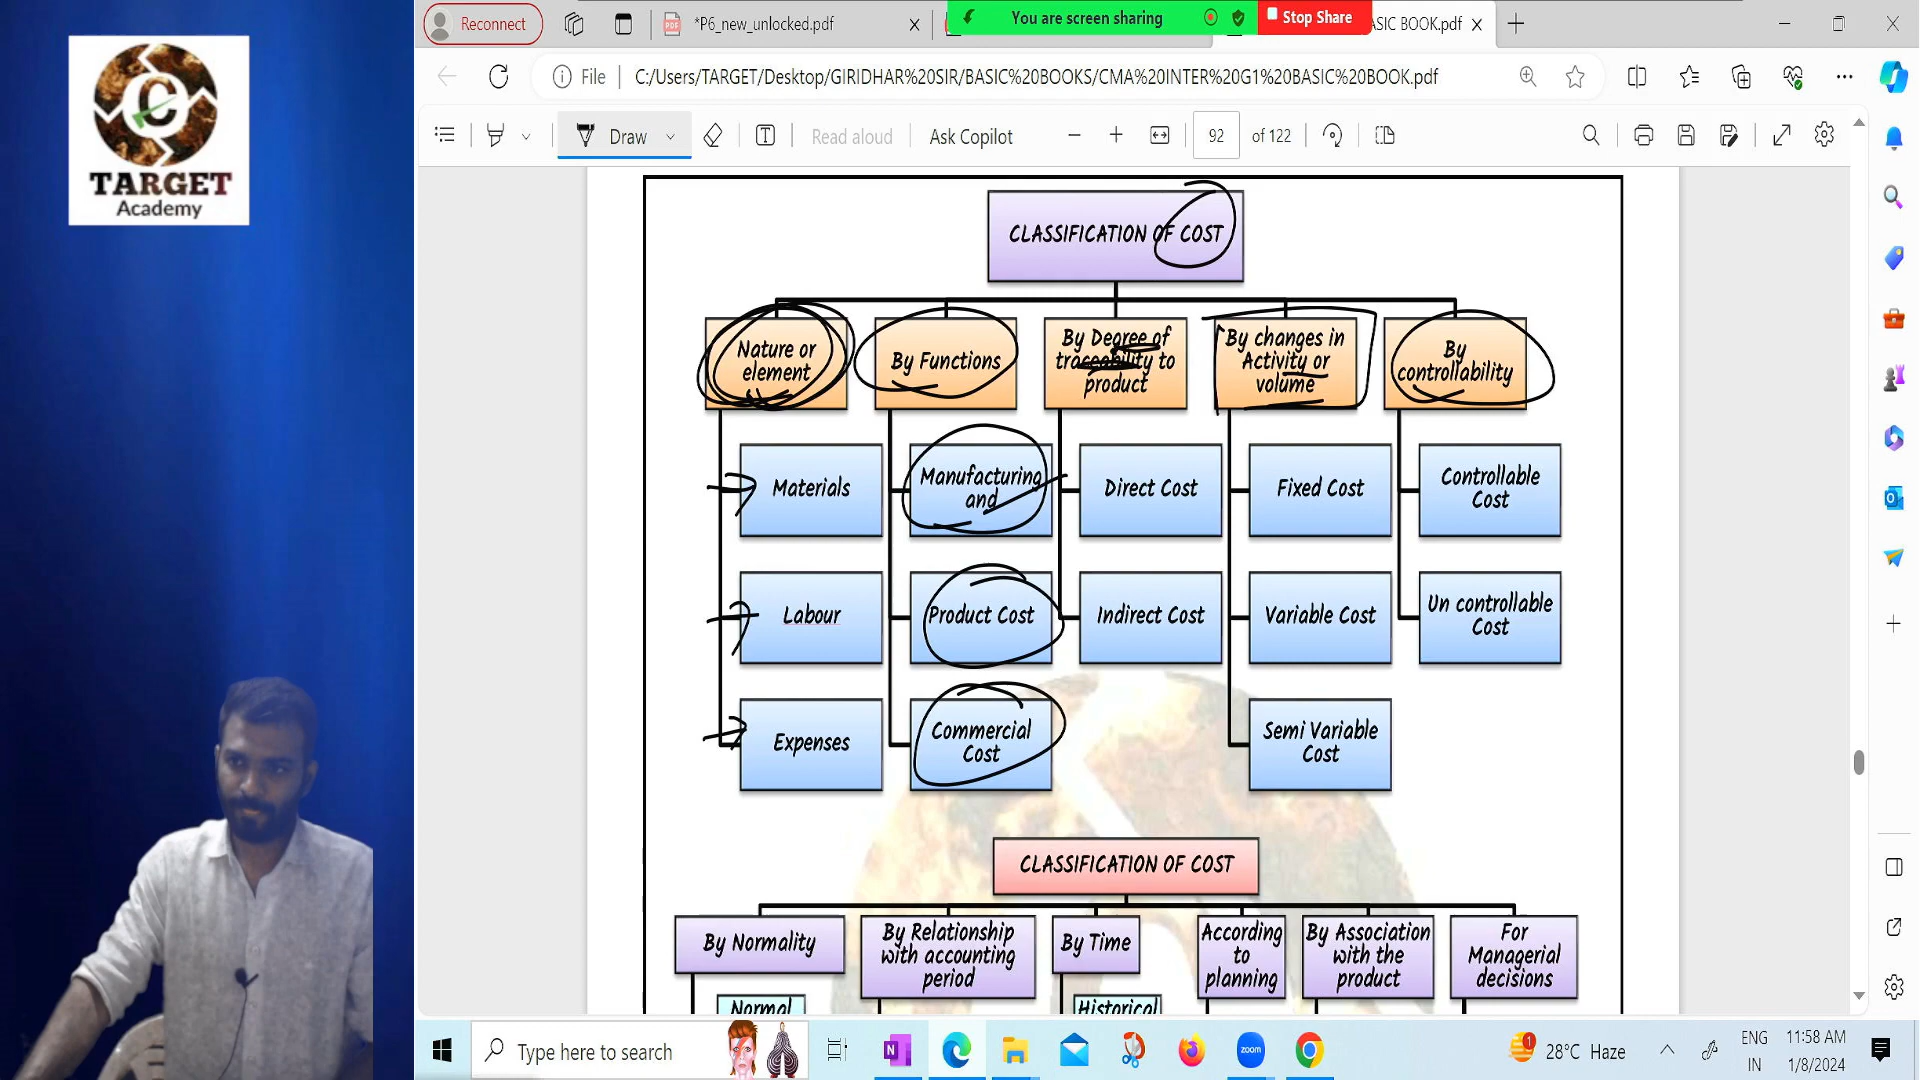 Reconnect
*P6_new_unlocked.pdf
You are screen sharing
Stop Share
ASIC BOOK.pdf
File
C:/Users/TARGET/Desktop/GIRIDHAR%20SIR/BASIC%20BOOKS/CMA%20INTER%20G1%20BASIC%20BOOK.pdf
Draw
Read aloud
Ask Copilot
92
of 122
C
TARGET
Academy
CLASSIFICATION OF COST
Nature or
element
By Functions
By Degree of
traceability to
product
By changes in
Activity or
volume
By
controllability
Materials
Manufacturing
and
Direct Cost
Fixed Cost
Controllable
Cost
Labour
Product Cost
Indirect Cost
Variable Cost
Un controllable
Cost
Expenses
Commercial
Cost
Semi Variable
Cost
CLASSIFICATION OF COST
By Normality
By Relationship
with accounting
period
By Time
According
to
planning
By Association
with the
product
For
Managerial
decisions
Normal
Historical
Type here to search
N
zoom
1
28°C Haze
ENG
IN
11:58 AM
1/8/2024